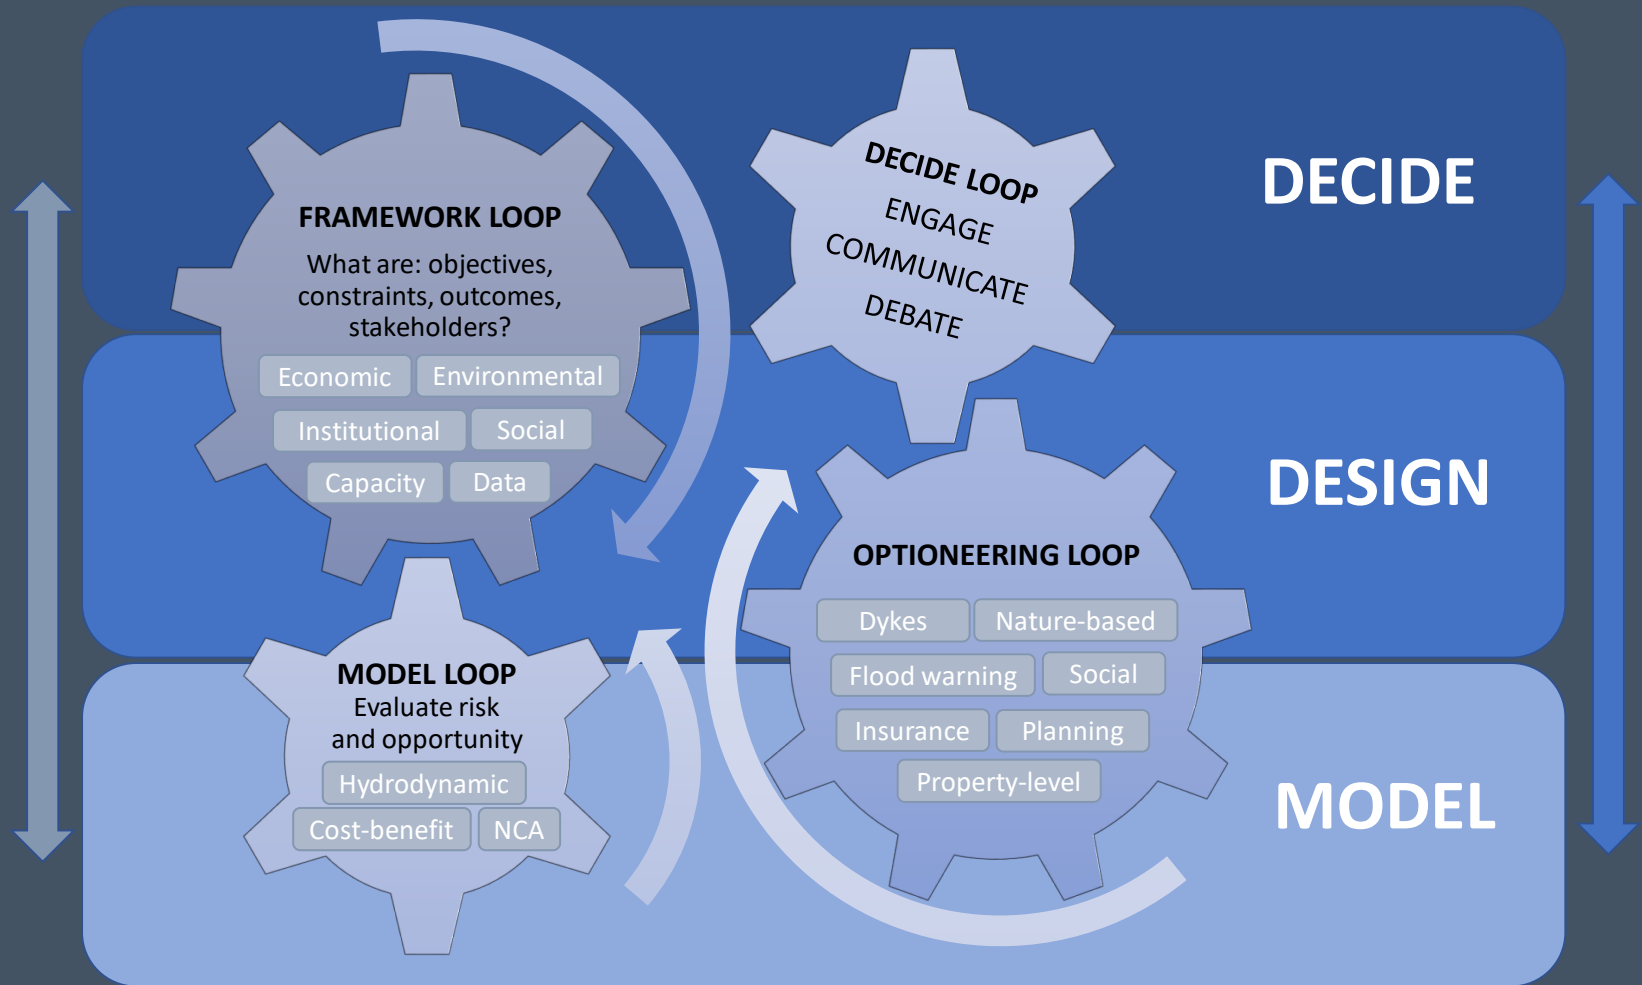 FRAMEWORK LOOP
What are: objectives,
constraints, outcomes,
stakeholders?
Economic
Environmental
Institutional
Social
Capacity
Data
DECIDE LOOP
ENGAGE
COMMUNICATE
DEBATE
DECIDE
DESIGN
OPTIONEERING LOOP
Dykes
Nature-based
Flood warning
Social
Insurance
Planning
Property-level
MODEL LOOP
Evaluate risk
and opportunity
Hydrodynamic
Cost-benefit
NCA
MODEL